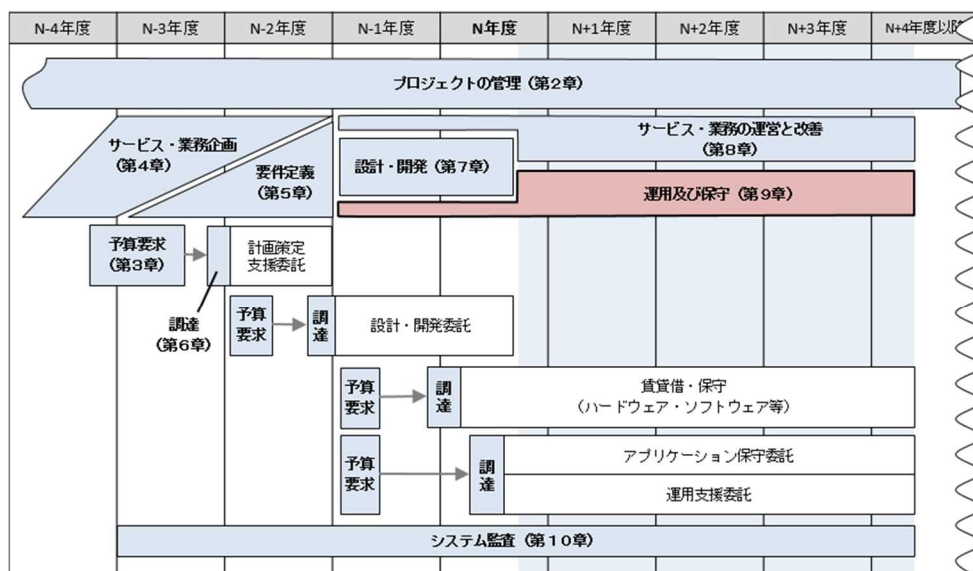 N-4年度 N-3年度 N-2年度 N-1年度 N年度 N+1年度 N+2年度 N+3年度 N+4年度以降
プロジェクトの管理（第2章）
サービス・業務企画
（第4章）
要件定義
（第5章）
設計・開発（第7章）
サービス・業務の運営と改善
（第8章）
運用及び保守（第9章）
予算要求
（第3章）
計画策定
支援委託
調達
（第6章）
予算
要求
調
達
設計・開発委託
予算
要求
調
達
賃貸借・保守
（ハードウェア・ソフトウェア等）
予算
要求
調
達
アプリケーション保守委託
運用支援委託
システム監査（第10章）